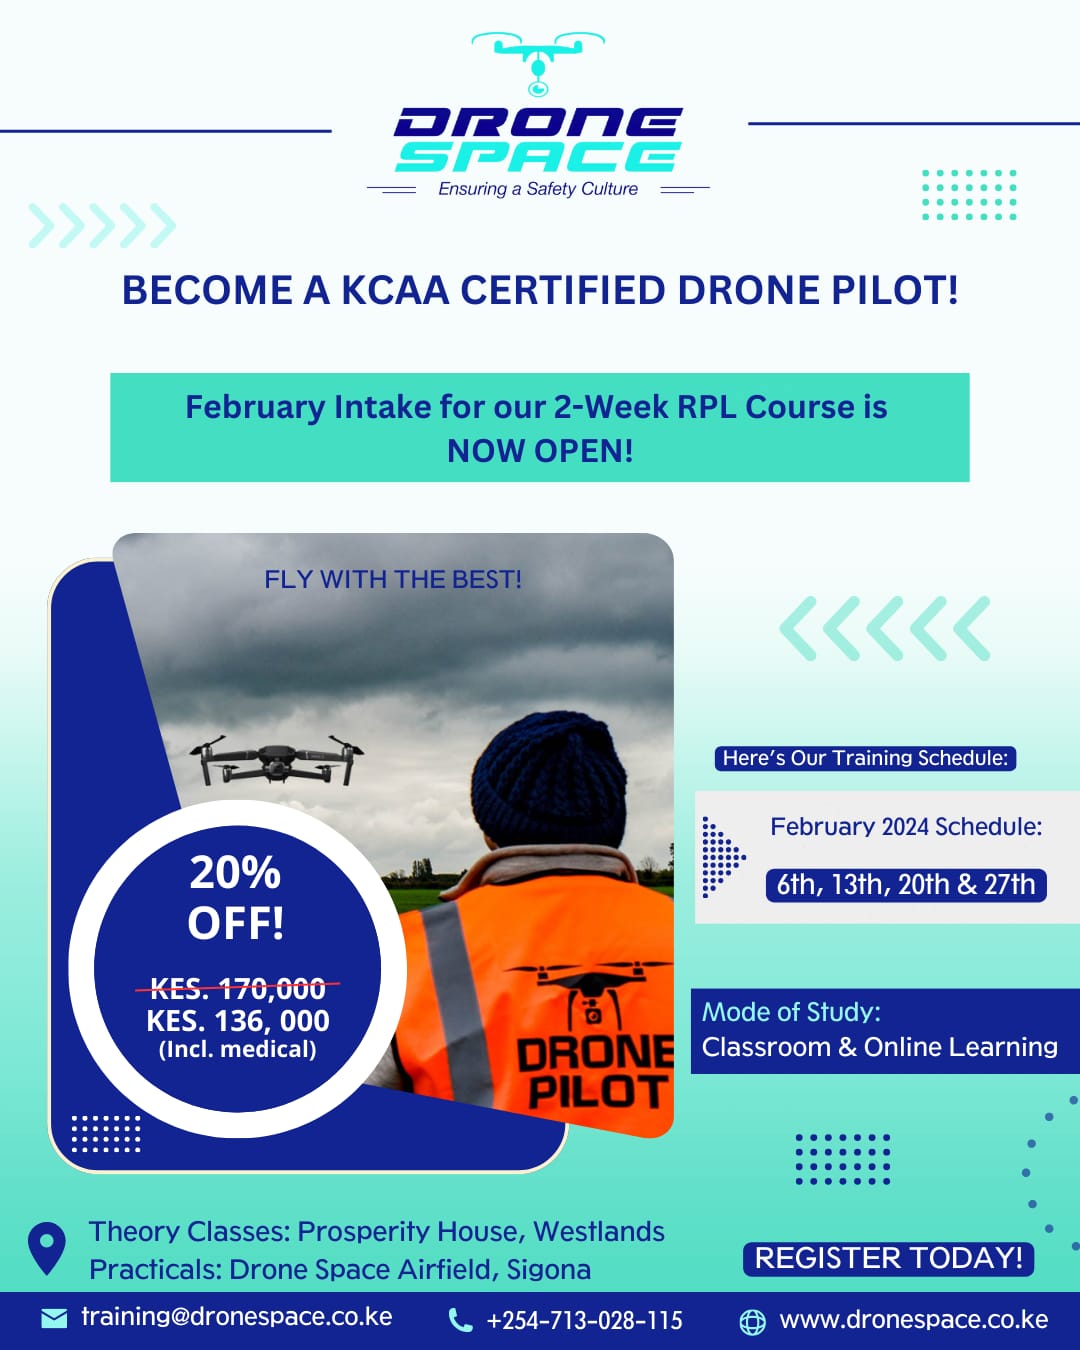 DRONE
SPACE
Ensuring a Safety Culture
BECOME A KCAA CERTIFIED DRONE PILOT!
February Intake for our 2-Week RPL Course is
NOW OPEN!
FLY WITH THE BEST!
Here's Our Training Schedule:
February 2024 Schedule:
6th, 13th, 20th & 27th
20%
OFF!
KES. 170,000
KES. 136, 000
(Incl. medical)
DRONE
PILOT
Mode of Study:
Classroom & Online Learning
Theory Classes: Prosperity House, Westlands
Practicals: Drone Space Airfield, Sigona
REGISTER TODAY!
training@dronespace.co.ke
+254-713-028-115
www.dronespace.co.ke